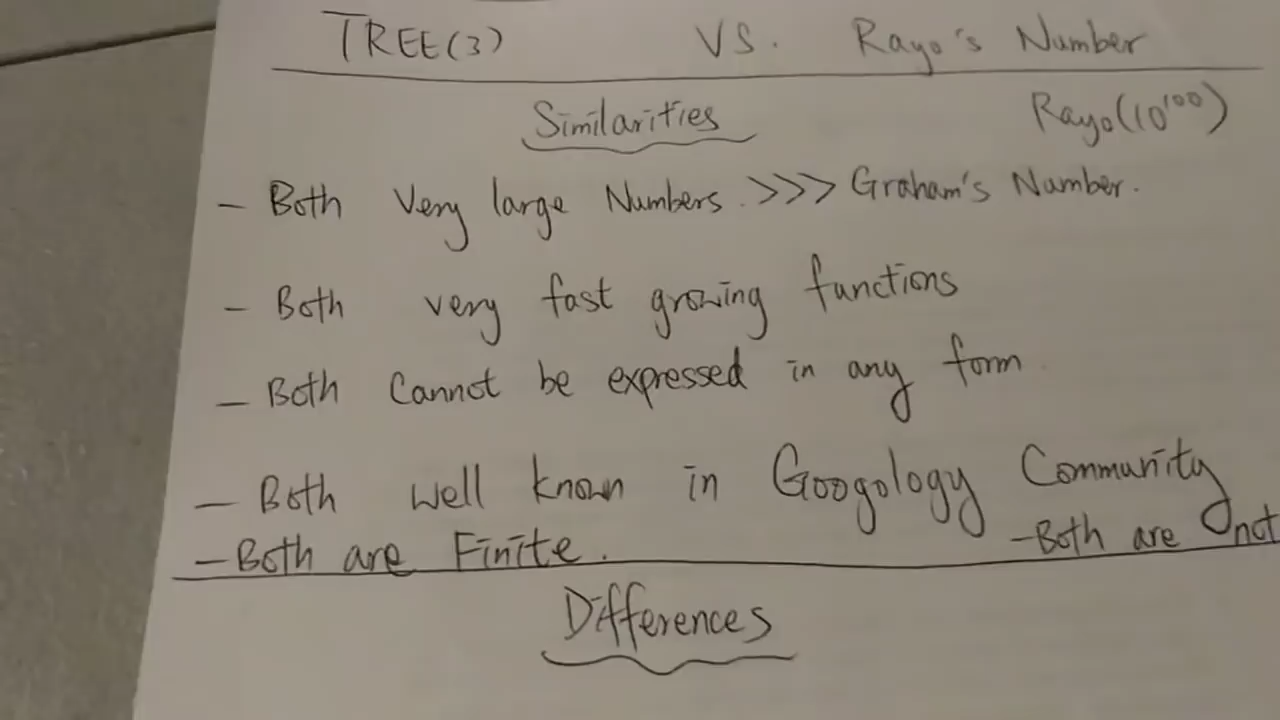 TREE(3) VS. Rayo's Number
Similarities
Rayo(10¹⁰⁰)
- Both Very large Numbers. >>> Graham's Number.
- Both very fast growing functions
- Both Cannot be expressed in any form
- Both well known in Googology Community
- Both are Finite.
- Both are not
Differences